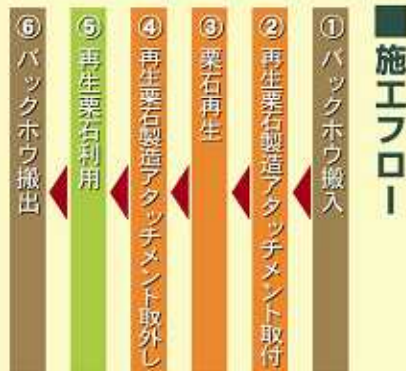 ■施工フロー
①バックホウ搬入
②再生栗石製造アタッチメント取付
③栗石再生
④再生栗石製造アタッチメント取外し
⑤再生栗石利用
⑥バックホウ搬出